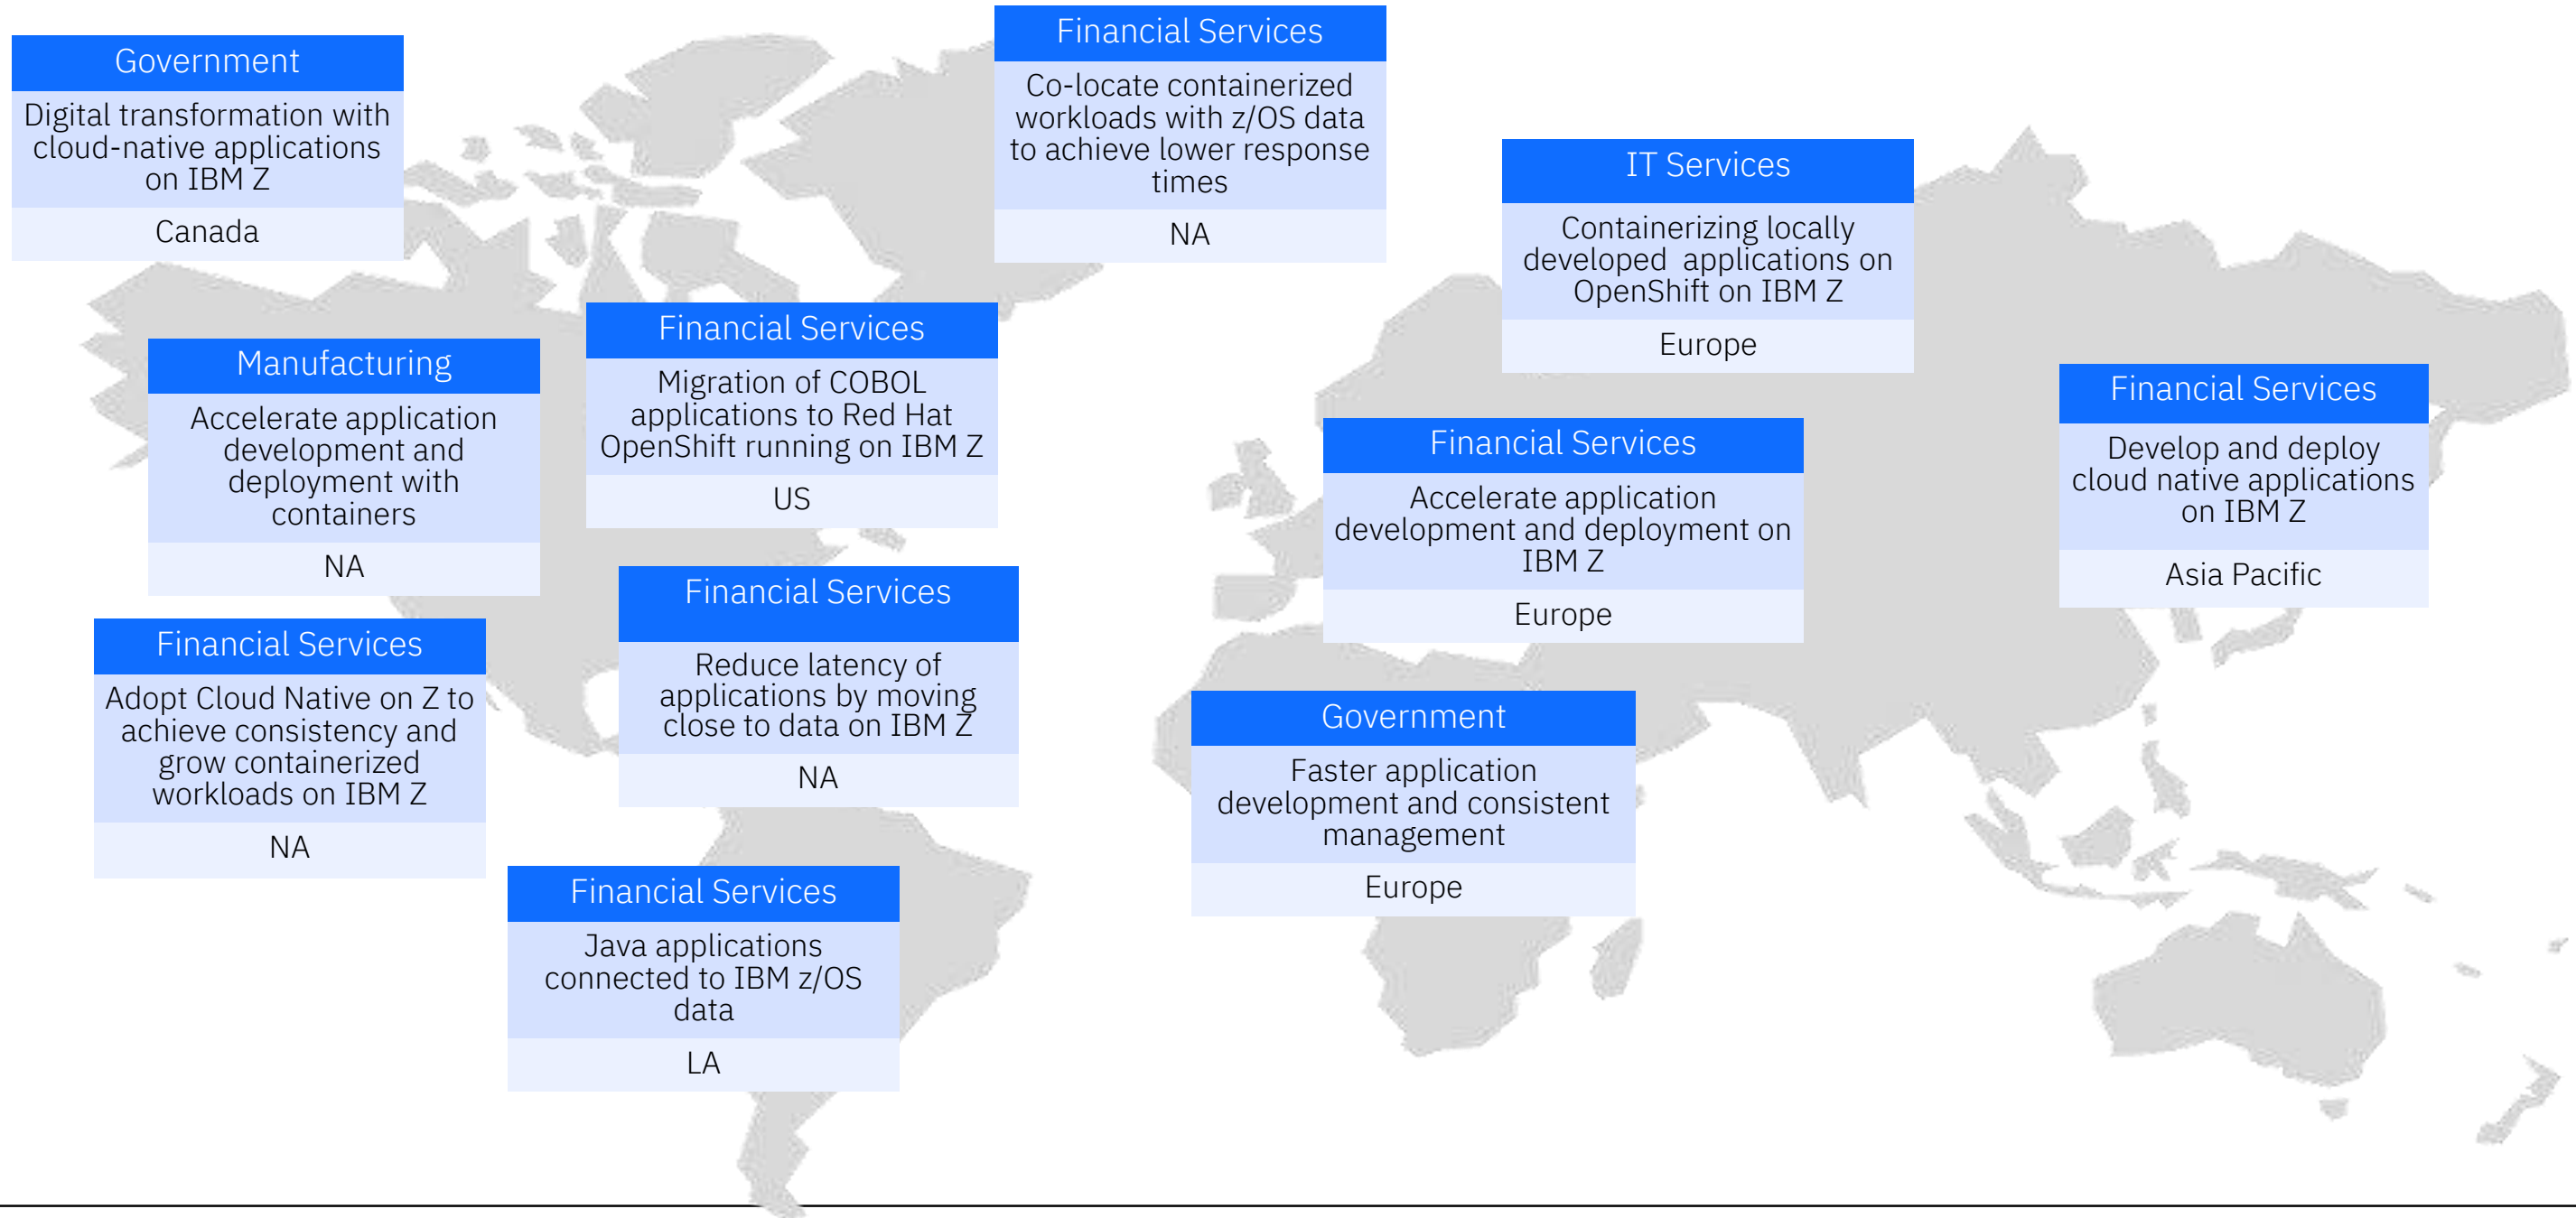 Government
Digital transformation with
cloud-native applications
on IBM Z
Canada
Financial Services
Co-locate containerized
workloads with z/OS data
to achieve lower response
times
NA
IT Services
Containerizing locally
developed  applications on
OpenShift on IBM Z
Europe
Manufacturing
Accelerate application
development and
deployment with
containers
NA
Financial Services
Migration of COBOL
applications to Red Hat
OpenShift running on IBM Z
US
Financial Services
Accelerate application
development and deployment on
IBM Z
Europe
Financial Services
Develop and deploy
cloud native applications
on IBM Z
Asia Pacific
Financial Services
Adopt Cloud Native on Z to
achieve consistency and
grow containerized
workloads on IBM Z
NA
Financial Services
Reduce latency of
applications by moving
close to data on IBM Z
NA
Government
Faster application
development and consistent
management
Europe
Financial Services
Java applications
connected to IBM z/OS
data
LA